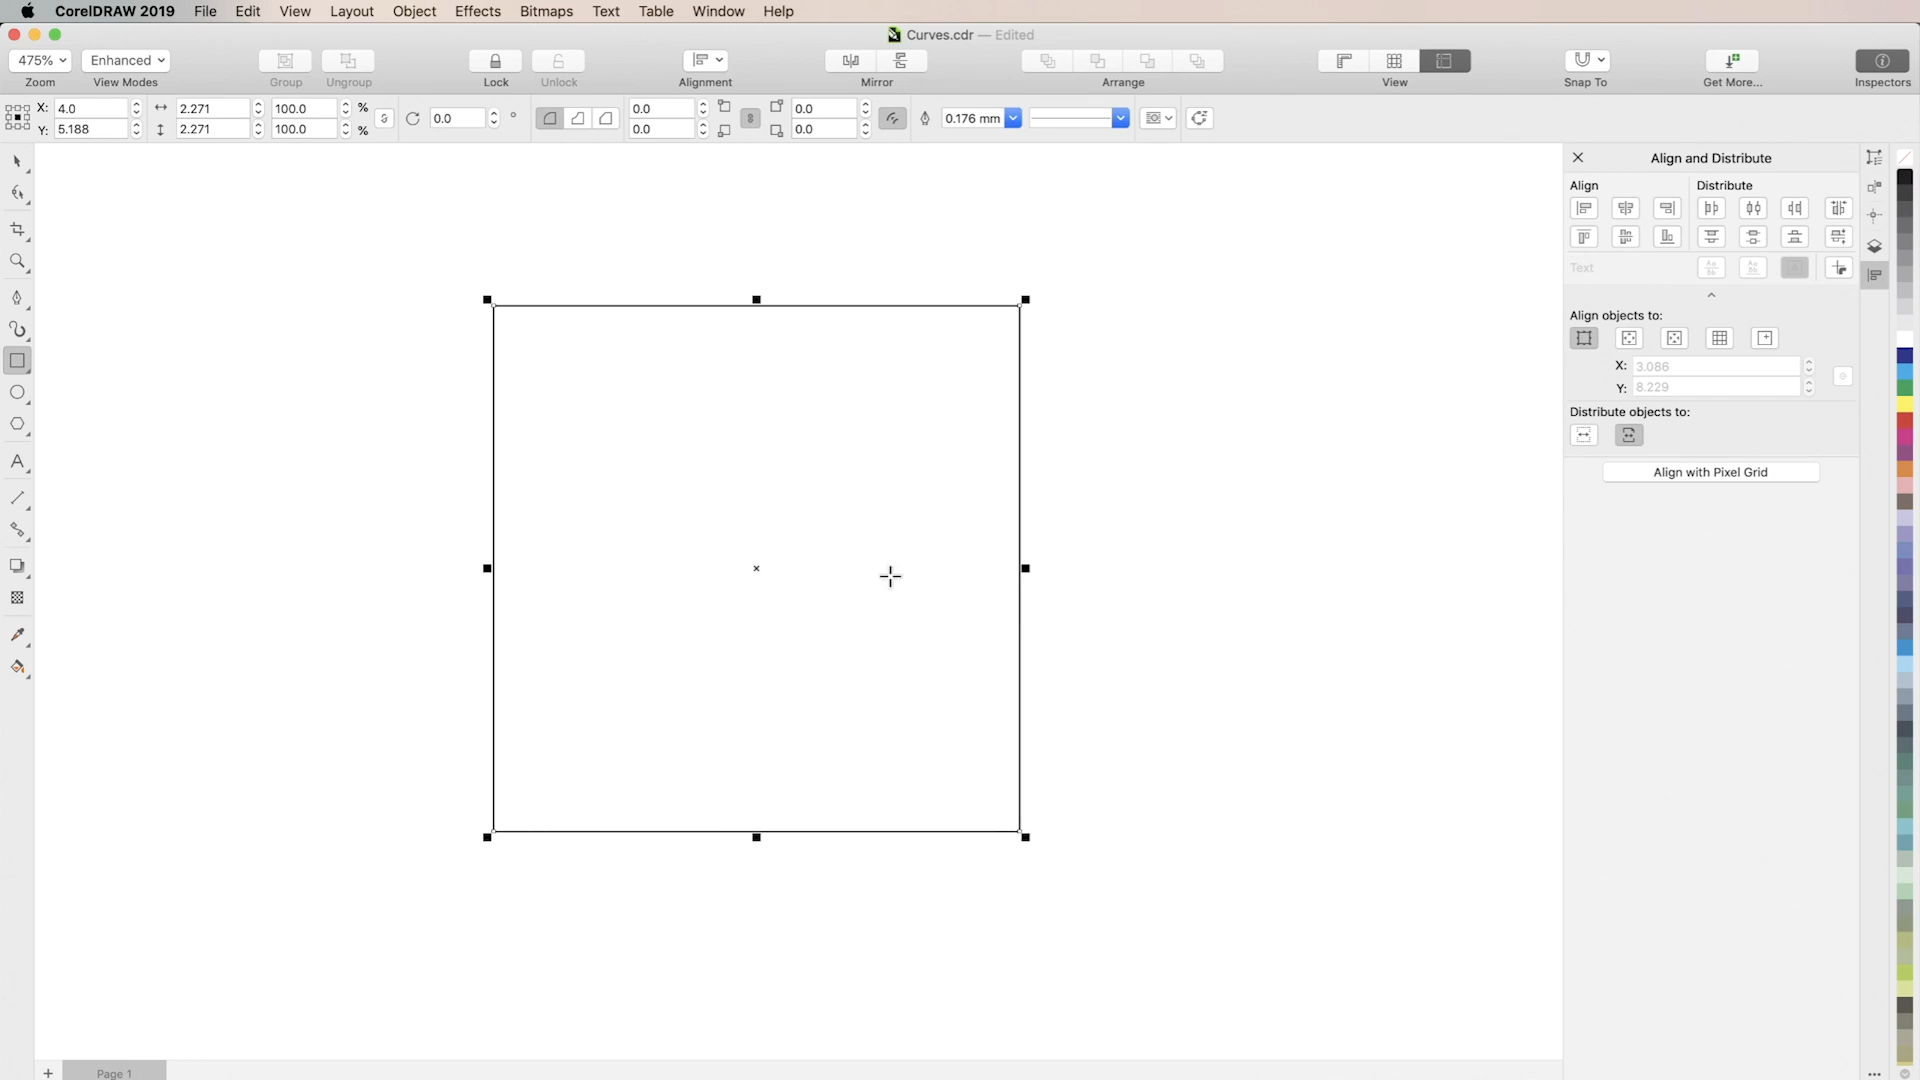 CorelDRAW 2019 File Edit View Layout Object Effects Bitmaps Text Table Window Help
Curves.cdr — Edited
475% Enhanced
Zoom View Modes Group Ungroup Lock Unlock Alignment Mirror Arrange View Snap To Get More... Inspectors
X: 4.0 2.271 100.0 % 0.0 0.0
Y: 5.188 2.271 100.0 % 0.0 ° 0.0 0.0 0.176 mm
Align and Distribute
Align Distribute
Text
Align objects to:
X: 3.086
Y: 8.229
Distribute objects to:
Align with Pixel Grid
Page 1